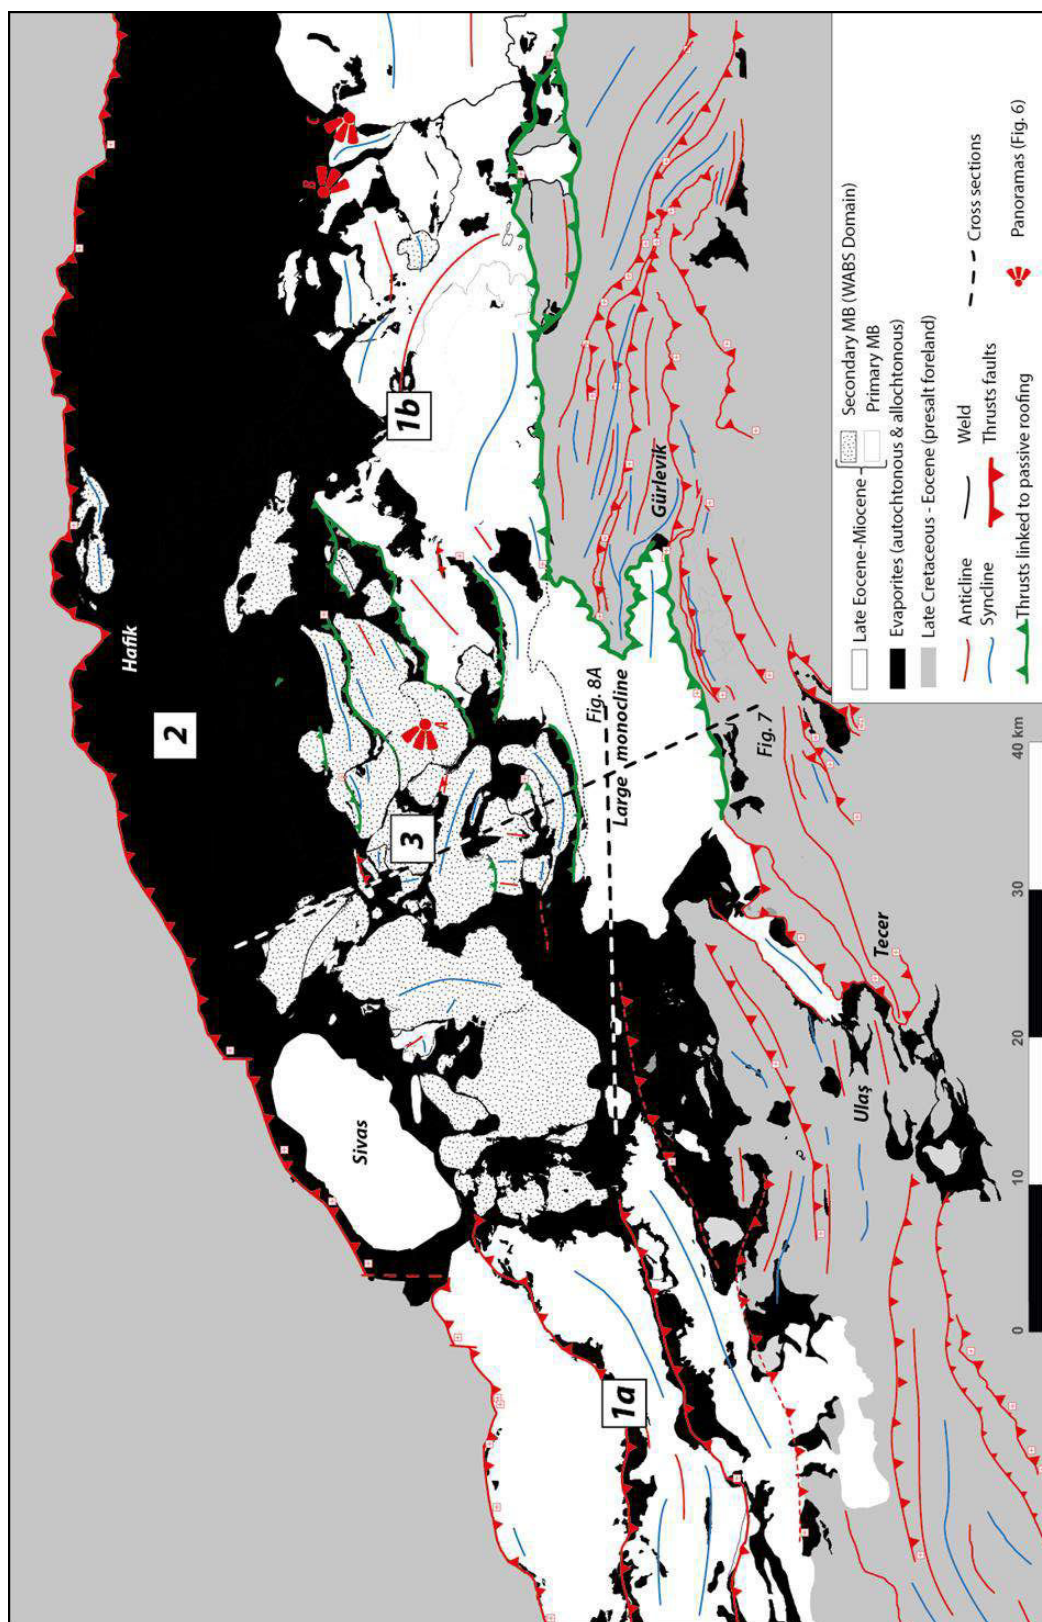 C
B
1b
Hafik
2
Gürlevik
A
Fig. 8A
Large monocline
3
Fig. 7
Sivas
Tecer
Ulaş
1a
Late Eocene-Miocene
Secondary MB (WABS Domain)
Primary MB
Evaporites (autochtonous & allochtonous)
Late Cretaceous - Eocene (presalt foreland)
Anticline
Weld
Cross sections
Syncline
Thrusts faults
Panoramas (Fig. 6)
Thrusts linked to passive roofing
0
10
20
30
40 km